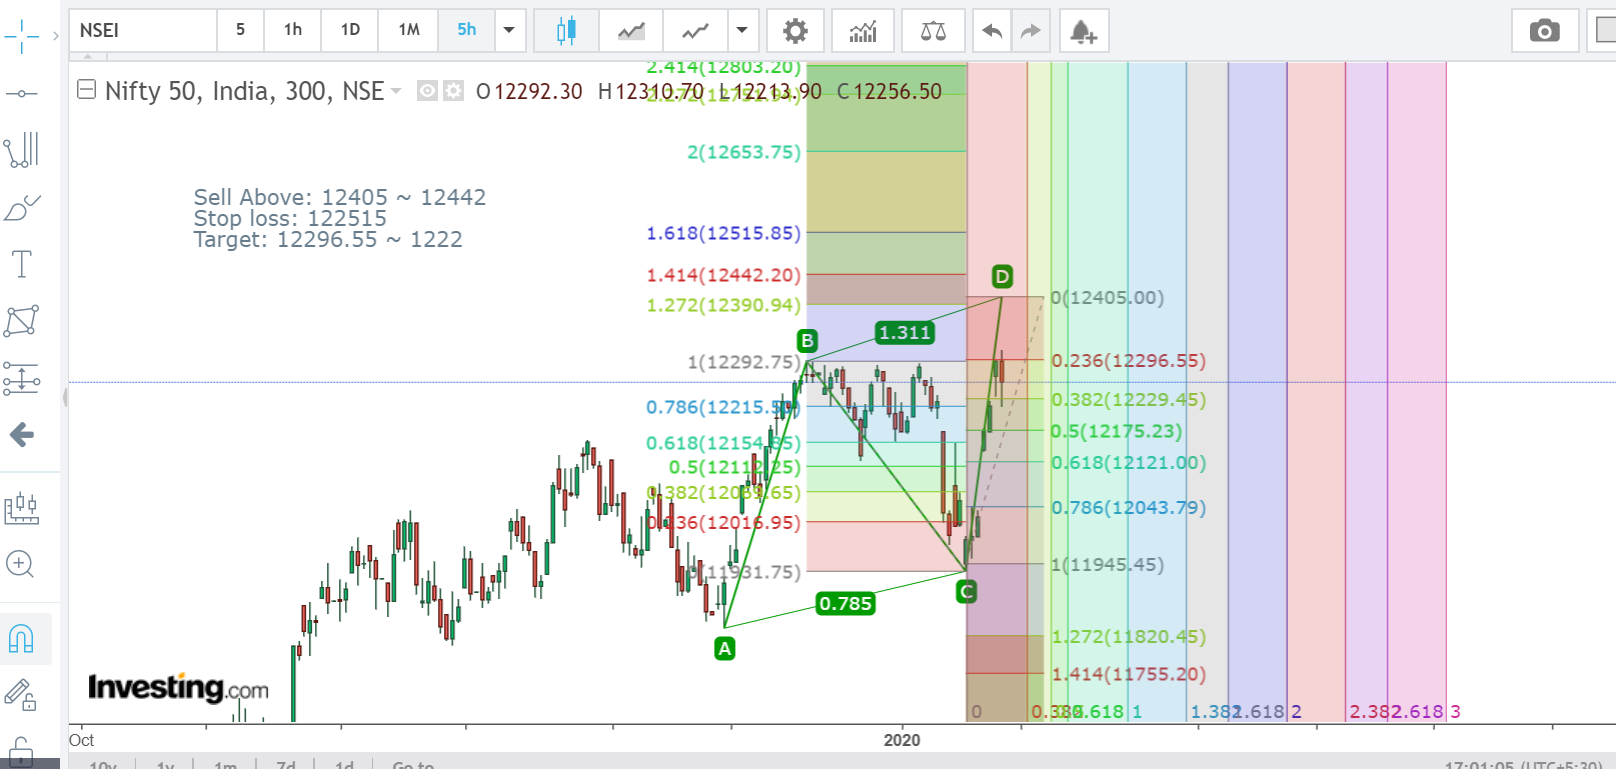 NSEI 5 1h 1D 1M 5h
Nifty 50, India, 300, NSE O 12292.30 H 12310.70 L 12213.90 C 12256.50
2.414(12803.20)
2(12653.75)
Sell Above: 12405 ~ 12442
Stop loss: 122515
Target: 12296.55 ~ 1222
1.618(12515.85)
1.414(12442.20)
1.272(12390.94)
D
0(12405.00)
1.311
B
1(12292.75)
0.236(12296.55)
0.786(12215.50)
0.382(12229.45)
0.5(12175.23)
0.618(12154.85)
0.618(12121.00)
0.5(12112.25)
0.382(12069.65)
0.786(12043.79)
0.236(12016.95)
1(11945.45)
0(11931.75)
C
0.785
A
1.272(11820.45)
1.414(11755.20)
Investing.com
0 0.382 0.5 0.618 1 1.382 1.618 2 2.382 2.618 3
Oct 2020
10y 1y 1m 7d 1d Go to 17:01:05 (UTC+5:30)